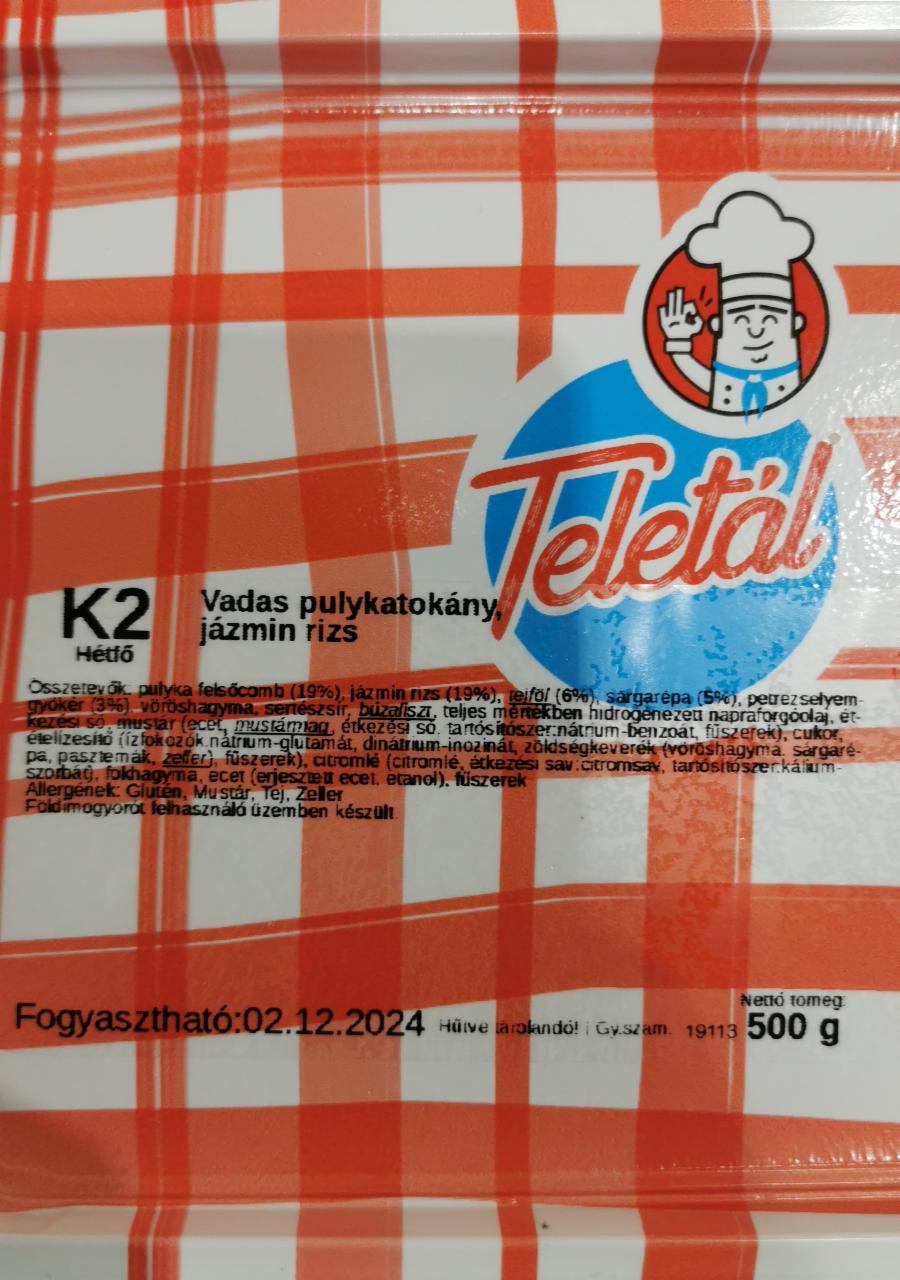 Teletál
K2
Hétfő
Vadas pulykatokány,
jázmin rizs
Összetevők: pulyka felsőcomb (19%), jázmin rizs (19%), tejföl (6%), sárgarépa (5%), petrezselyem-
gyökér (3%), vöröshagyma, sertészsír, búzaliszt, teljes mértékben hidrogénezett napraforgóolaj, ét-
kezési só, mustár (ecet, mustármag, étkezési só, tartósítószer:nátrium-benzoát, fűszerek), cukor,
ételízesítő (ízfokozók:nátrium-glutamát, dinátrium-inozinát, zöldségkeverék (vöröshagyma, sárgaré-
pa, paszternák, zeller), fűszerek), citromlé (citromlé, étkezési sav:citromsav, tartósítószer:kálium-
szorbát), fokhagyma, ecet (erjesztett ecet, etanol), fűszerek
Allergének: Glutén, Mustár, Tej, Zeller
Földimogyorót felhasználó üzemben készült.
Fogyasztható:02.12.2024 Hűtve tárolandó! | Gy.szám: 19113
Nettó tömeg:
500 g